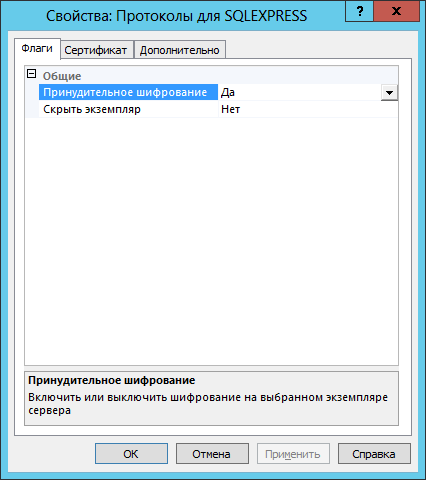 Свойства: Протоколы для SQLEXPRESS
?
x
Флаги Сертификат Дополнительно
Общие
Принудительное шифрование Да
Скрыть экземпляр Нет
Принудительное шифрование
Включить или выключить шифрование на выбранном экземпляре
сервера
ОК Отмена Применить Справка